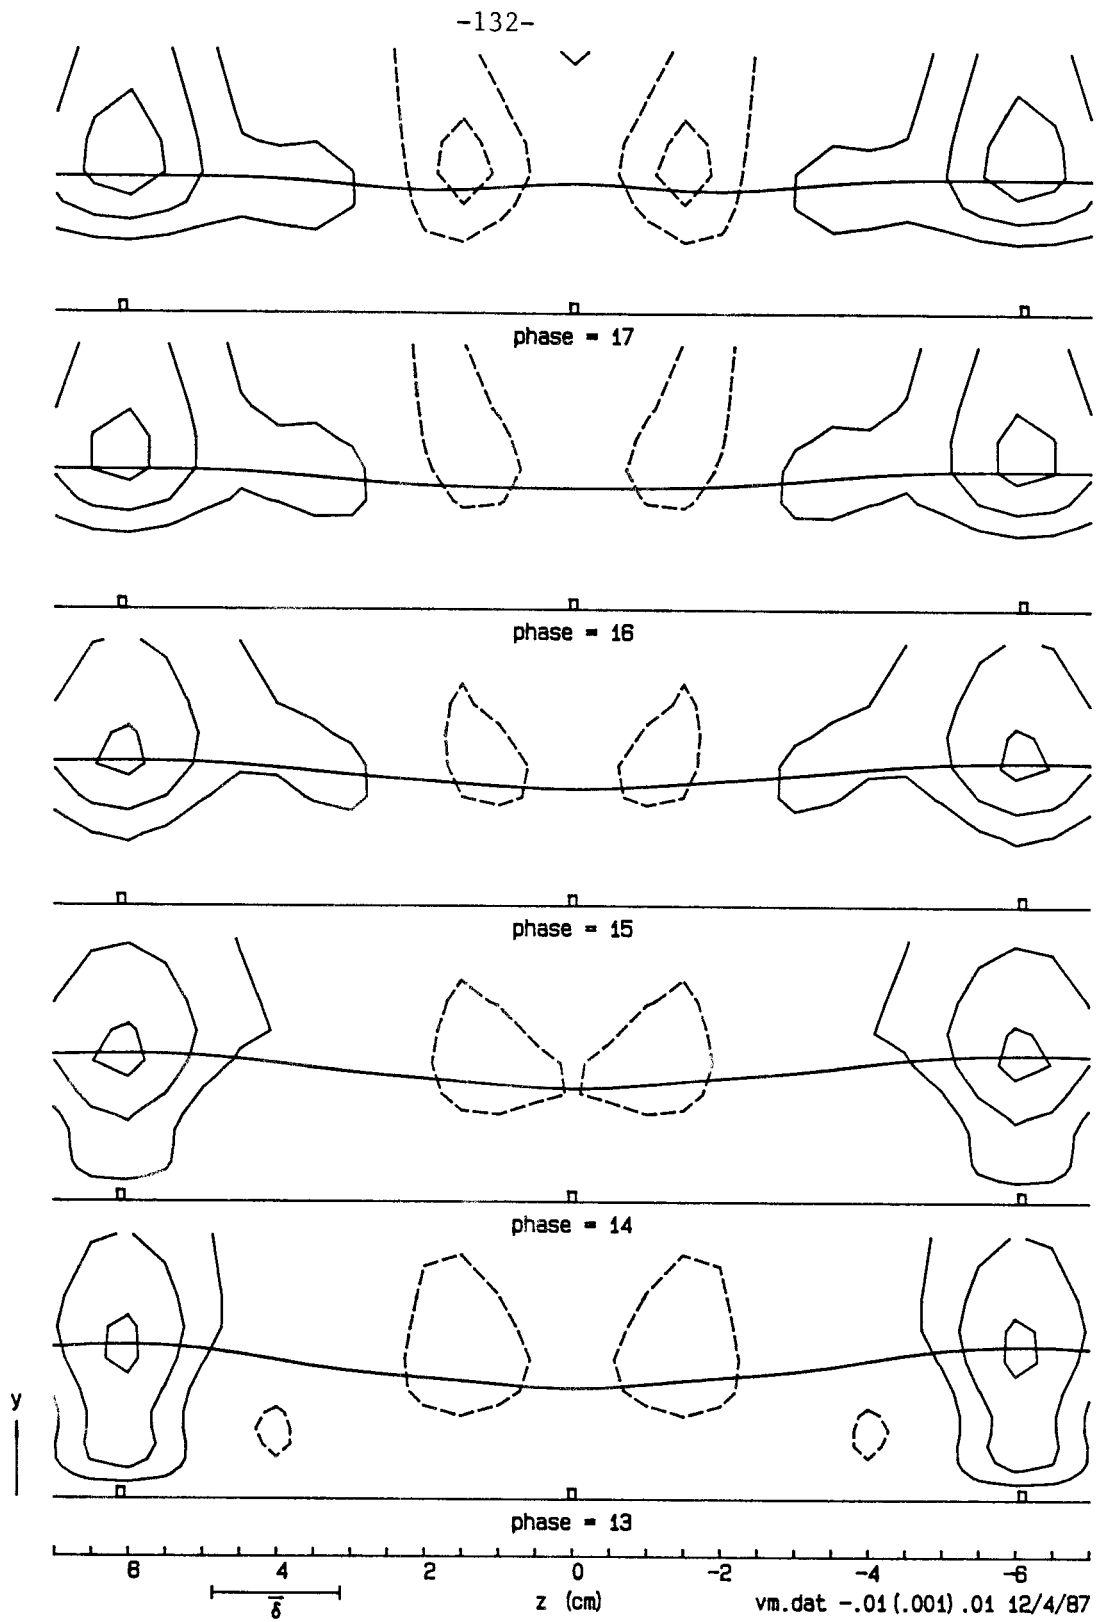 -132-
phase = 17
phase = 16
phase = 15
phase = 14
y
phase = 13
8 4 2 0 -2 -4 -6
δ̅ z (cm) vm.dat -.01(.001).01 12/4/87